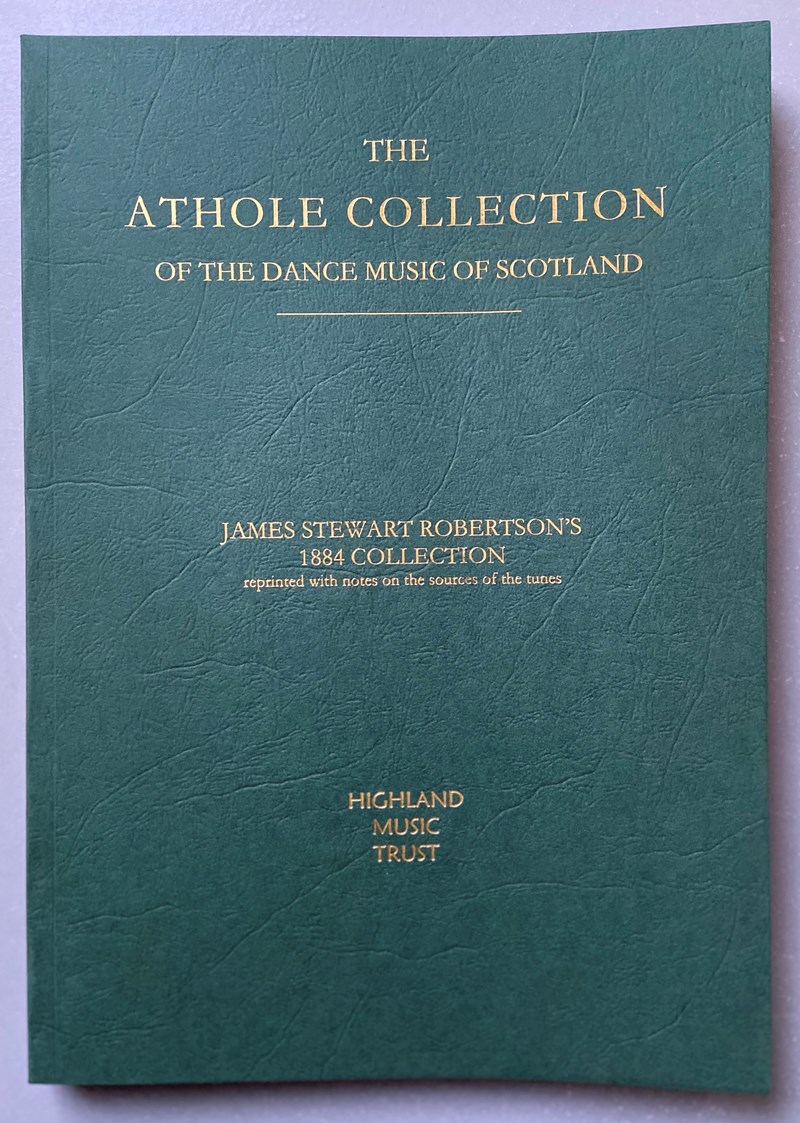 THE
ATHOLE COLLECTION
OF THE DANCE MUSIC OF SCOTLAND
JAMES STEWART ROBERTSON'S
1884 COLLECTION
reprinted with notes on the sources of the tunes
HIGHLAND
MUSIC
TRUST